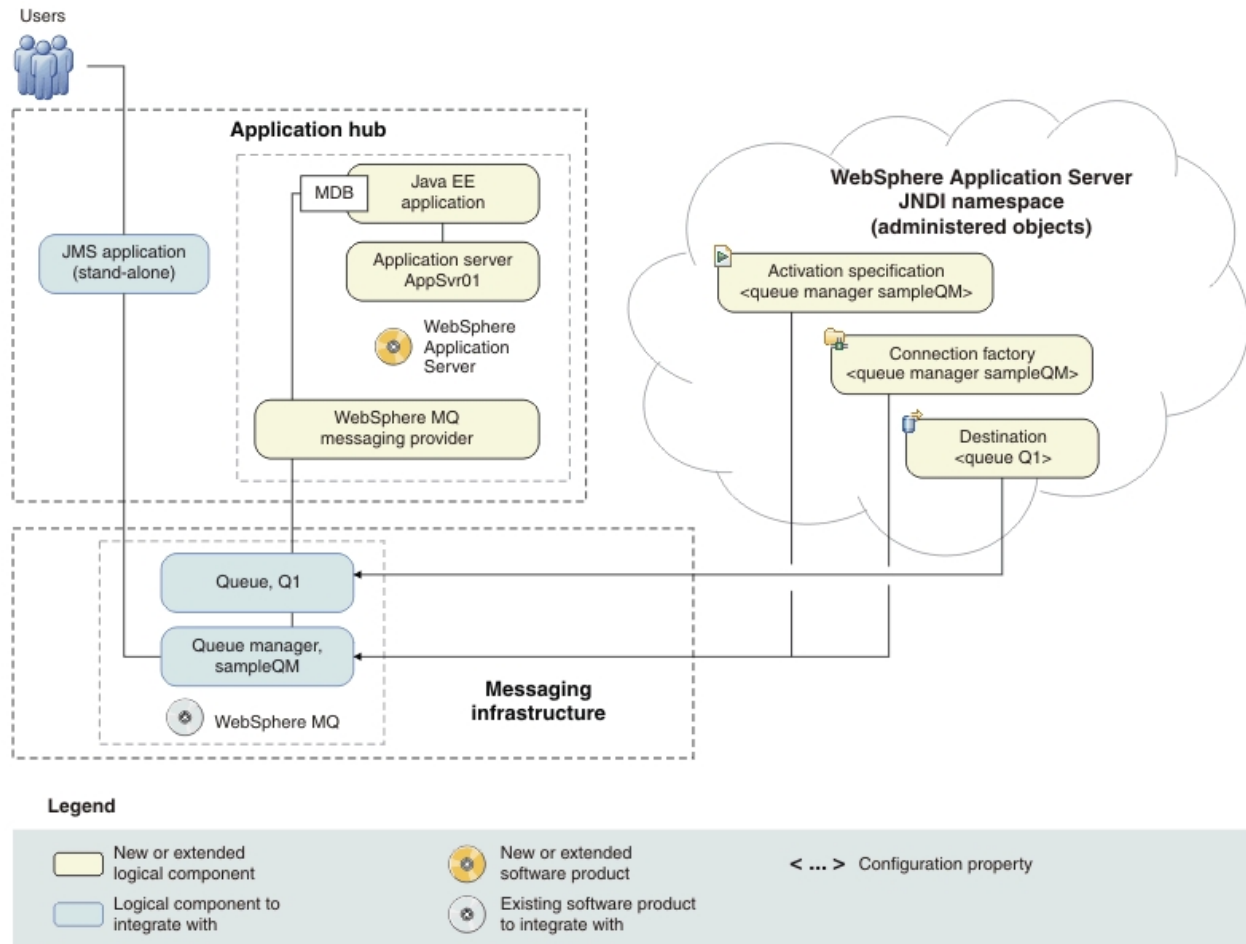 Users
Application hub
MDB
Java EE
application
JMS application
(stand-alone)
Application server
AppSvr01
WebSphere
Application
Server
WebSphere MQ
messaging provider
WebSphere Application Server
JNDI namespace
(administered objects)
Activation specification
<queue manager sampleQM>
Connection factory
<queue manager sampleQM>
Destination
<queue Q1>
Queue, Q1
Queue manager,
sampleQM
WebSphere MQ
Messaging
infrastructure
Legend
New or extended
logical component
Logical component to
integrate with
New or extended
software product
Existing software product
to integrate with
< ... > Configuration property